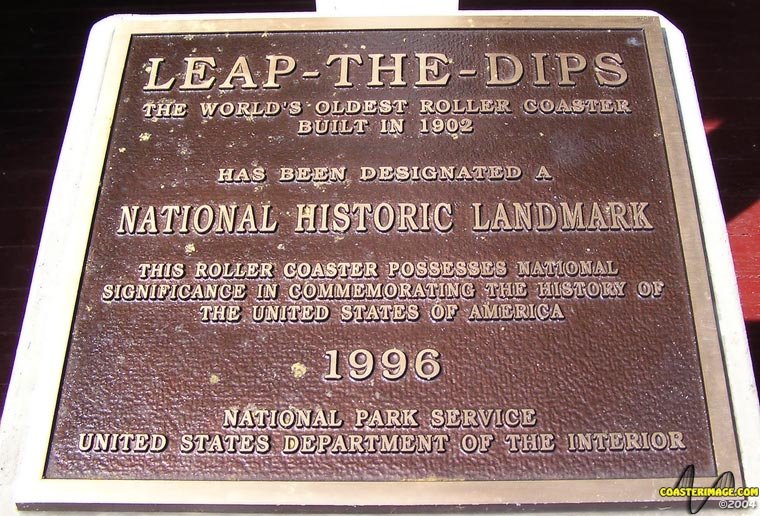 LEAP-THE-DIPS
THE WORLD'S OLDEST ROLLER COASTER
BUILT IN 1902
HAS BEEN DESIGNATED A
NATIONAL HISTORIC LANDMARK
THIS ROLLER COASTER POSSESSES NATIONAL
SIGNIFICANCE IN COMMEMORATING THE HISTORY OF
THE UNITED STATES OF AMERICA
1996
NATIONAL PARK SERVICE
UNITED STATES DEPARTMENT OF THE INTERIOR
COASTERIMAGE.COM
©2004